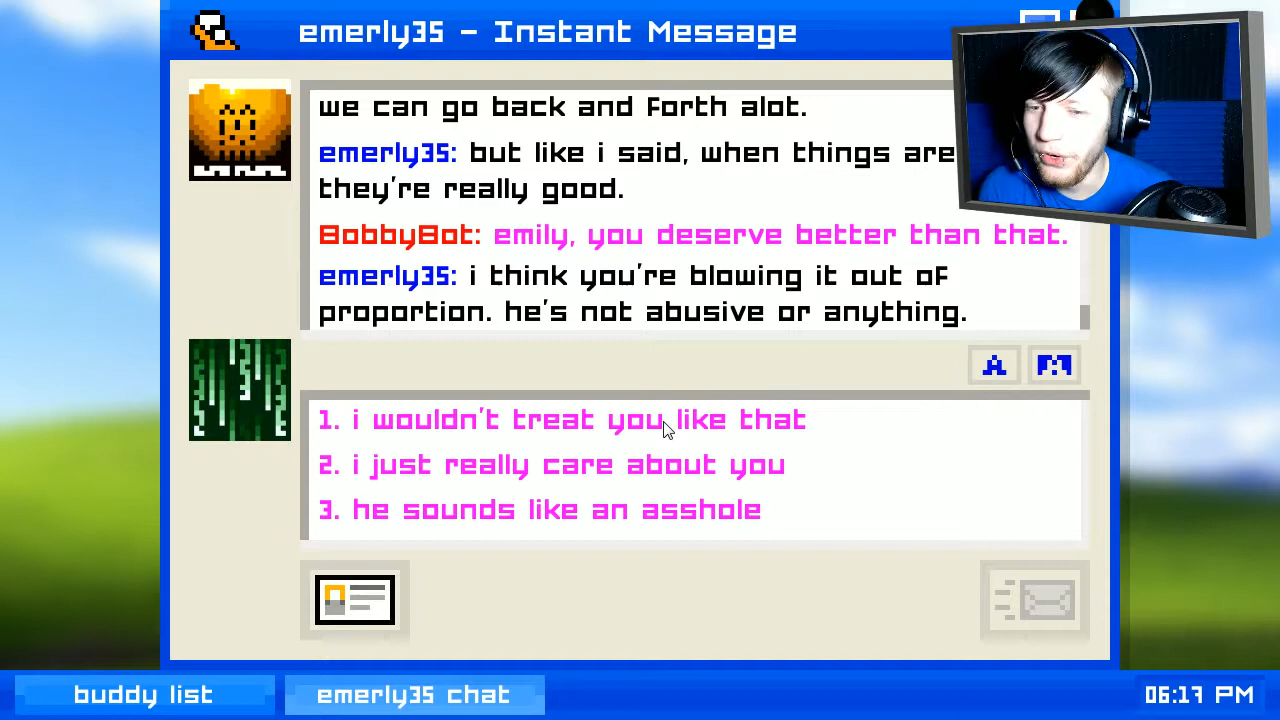 emerly35 - Instant Message
we can go back and forth alot.
emerly35: but like i said, when things are
they're really good.
BobbyBot: emily, you deserve better than that.
emerly35: i think you're blowing it out of
proportion. he's not abusive or anything.
A
1. i wouldn't treat you like that
2. i just really care about you
3. he sounds like an asshole
buddy list
emerly35 chat
06:17 PM